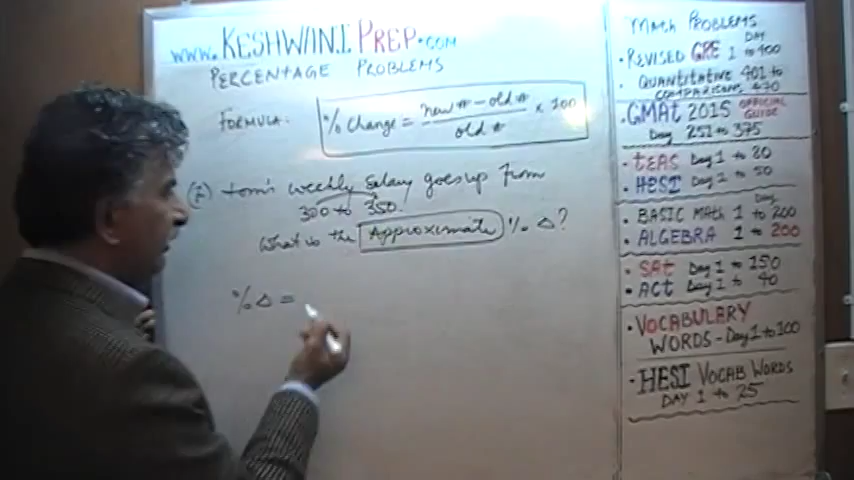 www.KESHWANI PREP.COM
PERCENTAGE PROBLEMS
FORMULA: % Change = new # - old # / old # x 100
(2) tom's weekly salary goes up from
300 to 350.
What is the Approximate % Δ?
% Δ =
MATH PROBLEMS
• REVISED GRE DAY 1 to 400
• QUANTITATIVE COMPARISONS 401 to 470
• GMAT 2015 OFFICIAL GUIDE
Day 251 to 375
• TEAS Day 1 to 80
• HESI Day 1 to 50
Day
• BASIC MATH 1 to 200
• ALGEBRA 1 to 200
• SAT Day 1 to 150
• ACT Day 1 to 40
• VOCABULARY
WORDS - Day 1 to 100
• HESI VOCAB WORDS
DAY 1 to 25